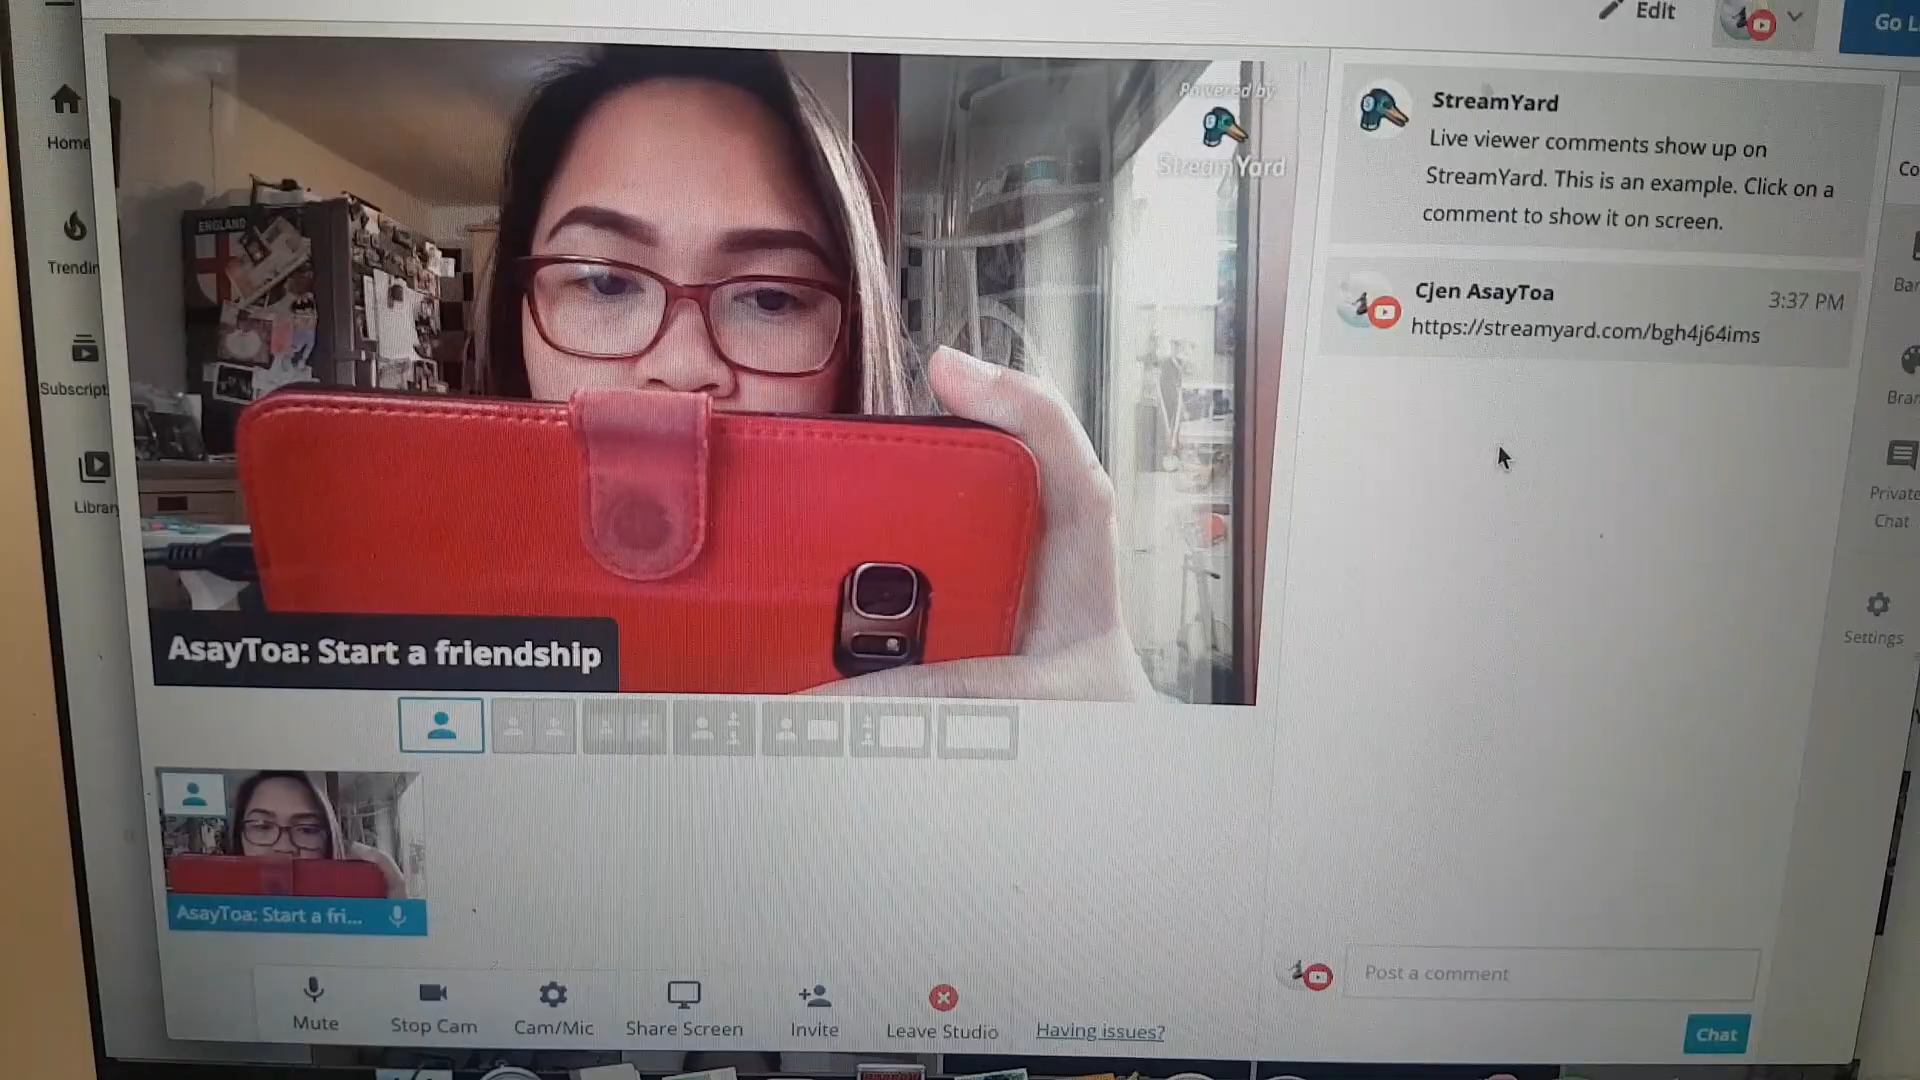 Edit
Go L
Home
Trendin
Subscript
Library
ENGLAND
Powered by
StreamYard
AsayToa: Start a friendship
StreamYard
Live viewer comments show up on
StreamYard. This is an example. Click on a
comment to show it on screen.
Cjen AsayToa
3:37 PM
https://streamyard.com/bgh4j64ims
Co
Bar
Bran
Private
Chat
Settings
AsayToa: Start a fri...
Mute
Stop Cam
Cam/Mic
Share Screen
Invite
Leave Studio
Having issues?
Post a comment
Chat